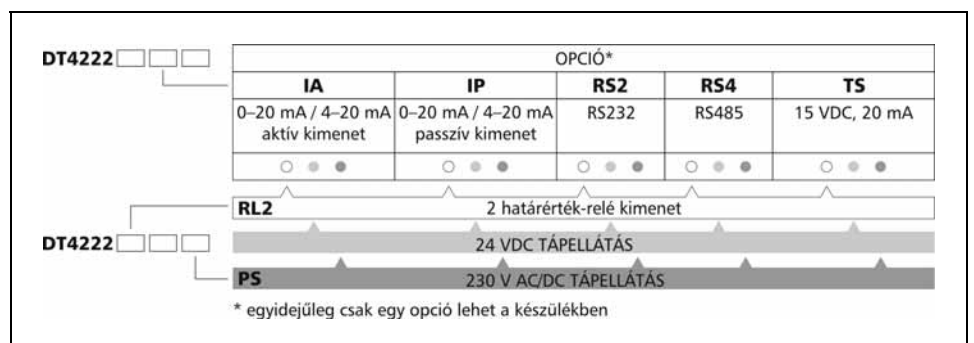 DT4222
OPCIÓ*
IA IP RS2 RS4 TS
0–20 mA / 4–20 mA 0–20 mA / 4–20 mA RS232 RS485 15 VDC, 20 mA
aktív kimenet passzív kimenet
RL2 2 határérték-relé kimenet
DT4222 24 VDC TÁPELLÁTÁS
PS 230 V AC/DC TÁPELLÁTÁS
* egyidejűleg csak egy opció lehet a készülékben